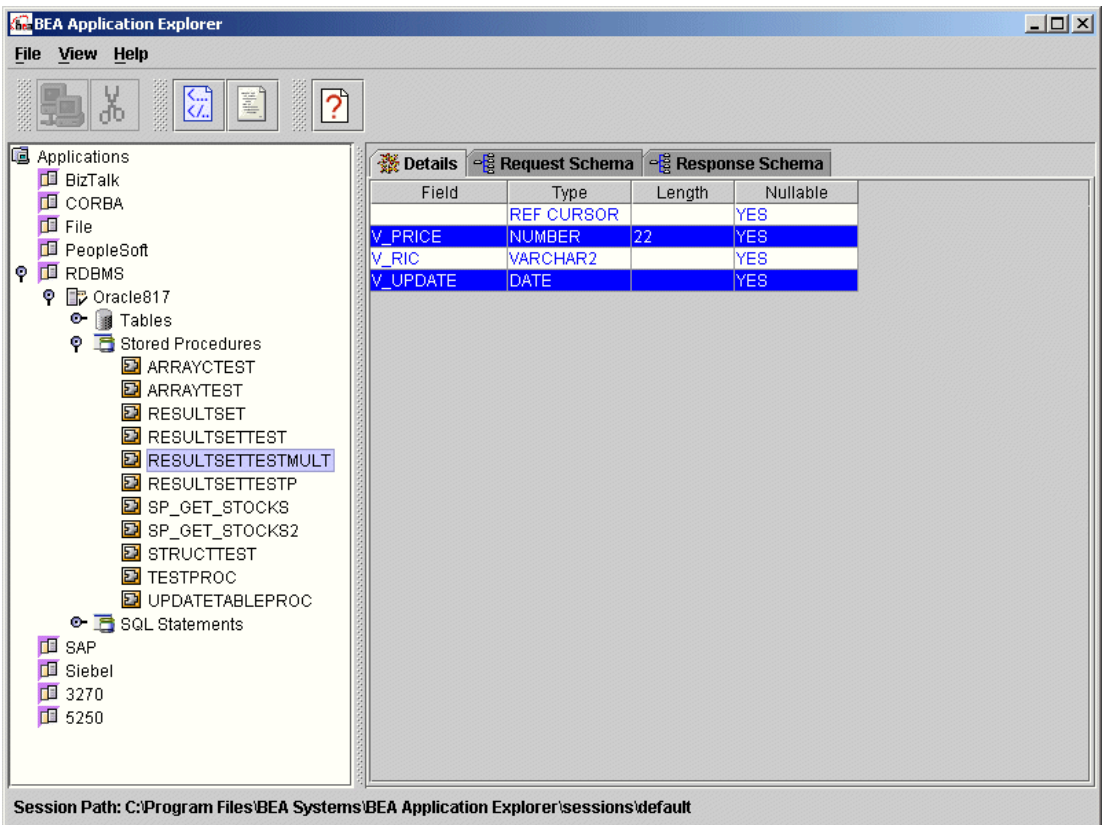 BEA Application Explorer
File View Help
Applications
BizTalk
CORBA
File
PeopleSoft
RDBMS
Oracle817
Tables
Stored Procedures
ARRAYCTEST
ARRAYTEST
RESULTSET
RESULTSETTEST
RESULTSETTESTMULT
RESULTSETTESTP
SP_GET_STOCKS
SP_GET_STOCKS2
STRUCTTEST
TESTPROC
UPDATETABLEPROC
SQL Statements
SAP
Siebel
3270
5250
Details Request Schema Response Schema
Field Type Length Nullable
REF CURSOR YES
V_PRICE NUMBER 22 YES
V_RIC VARCHAR2 YES
V_UPDATE DATE YES
Session Path: C:\Program Files\BEA Systems\BEA Application Explorer\sessions\default